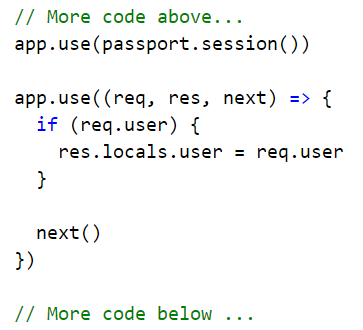 // More code above...
app.use(passport.session())

app.use((req, res, next) => {
  if (req.user) {
    res.locals.user = req.user
  }

  next()
})

// More code below ...